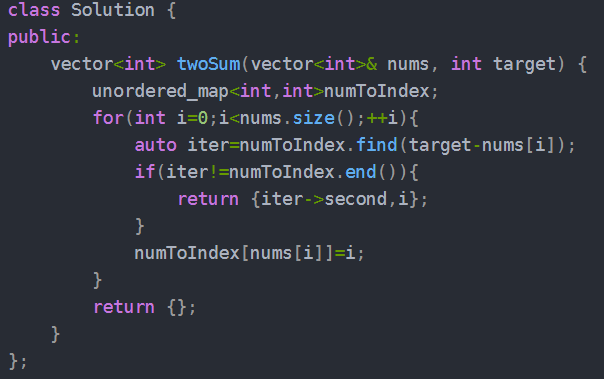 class Solution {
public:
    vector<int> twoSum(vector<int>& nums, int target) {
        unordered_map<int,int>numToIndex;
        for(int i=0;i<nums.size();++i){
            auto iter=numToIndex.find(target-nums[i]);
            if(iter!=numToIndex.end()){
                return {iter->second,i};
            }
            numToIndex[nums[i]]=i;
        }
        return {};
    }
};